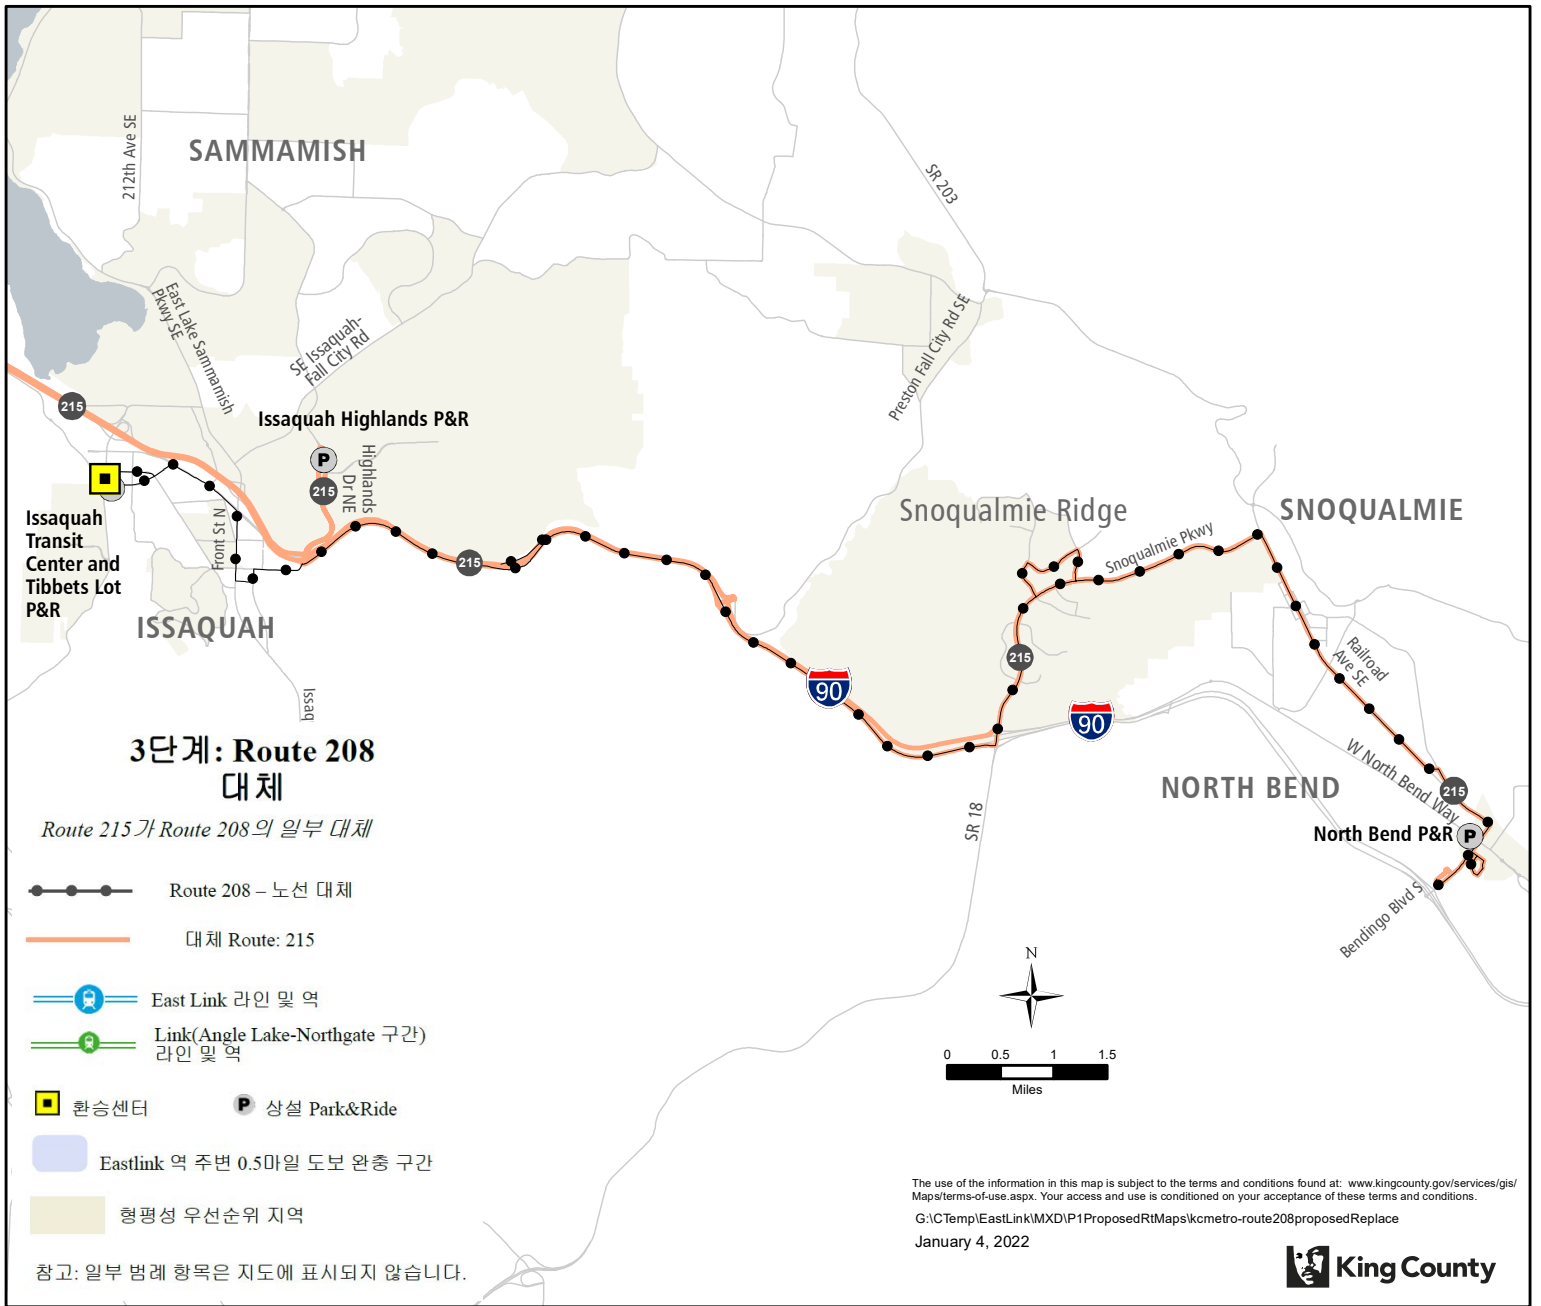 SAMMAMISH
212th Ave SE
SR 203
East Lake Sammamish
Pkwy SE
SE Issaquah-
Fall City Rd
Preston Fall City Rd SE
215
Issaquah Highlands P&R
P
215
Highlands
Dr NE
Issaquah
Transit
Center and
Tibbets Lot
P&R
Front St N
ISSAQUAH
Issaq
215
Snoqualmie Ridge
Snoqualmie Pkwy
SNOQUALMIE
215
90
90
Railroad
Ave SE
NORTH BEND
W North Bend Way
215
North Bend P&R
P
SR 18
Bendingo Blvd S
3단계: Route 208
대체
Route 215가 Route 208의 일부 대체
Route 208 – 노선 대체
대체 Route: 215
East Link 라인 및 역
Link(Angle Lake-Northgate 구간)
라인 및 역
환승센터
P 상설 Park&Ride
Eastlink 역 주변 0.5마일 도보 완충 구간
형평성 우선순위 지역
참고: 일부 범례 항목은 지도에 표시되지 않습니다.
N
0 0.5 1 1.5
Miles
The use of the information in this map is subject to the terms and conditions found at: www.kingcounty.gov/services/gis/
Maps/terms-of-use.aspx. Your access and use is conditioned on your acceptance of these terms and conditions.
G:\CTemp\EastLink\MXD\P1ProposedRtMaps\kcmetro-route208proposedReplace
January 4, 2022
King County